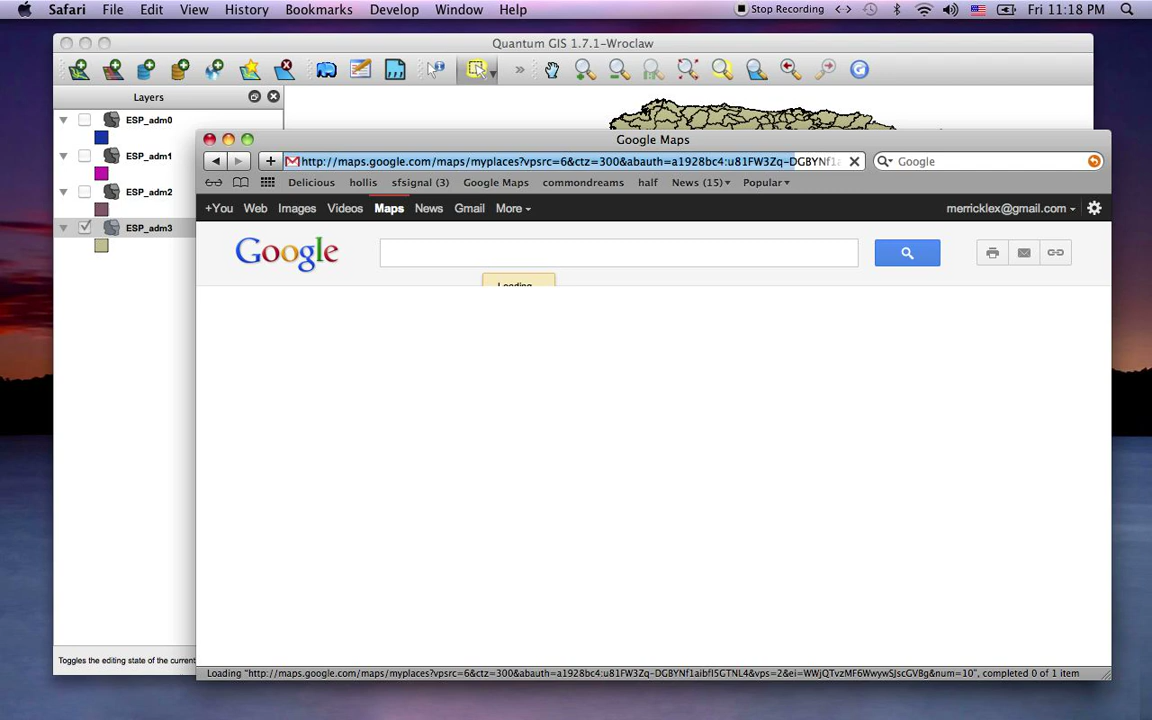 Safari File Edit View History Bookmarks Develop Window Help Stop Recording Fri 11:18 PM
Quantum GIS 1.7.1-Wroclaw
Layers
ESP_adm0
ESP_adm1
ESP_adm2
ESP_adm3
Toggles the editing state of the current
Google Maps
http://maps.google.com/maps/myplaces?vpsrc=6&ctz=300&abauth=a1928bc4:u81FW3Zq-DGBYNf1 Google
Delicious hollis sfsignal (3) Google Maps commondreams half News (15) Popular
+You Web Images Videos Maps News Gmail More merricklex@gmail.com
Google
Loading...
Loading "http://maps.google.com/maps/myplaces?vpsrc=6&ctz=300&abauth=a1928bc4:u81FW3Zq-DGBYNf1aibfI5GTNL4&vps=2&ei=WWjQTvzMF6WwywSJscGVBg&num=10", completed 0 of 1 item